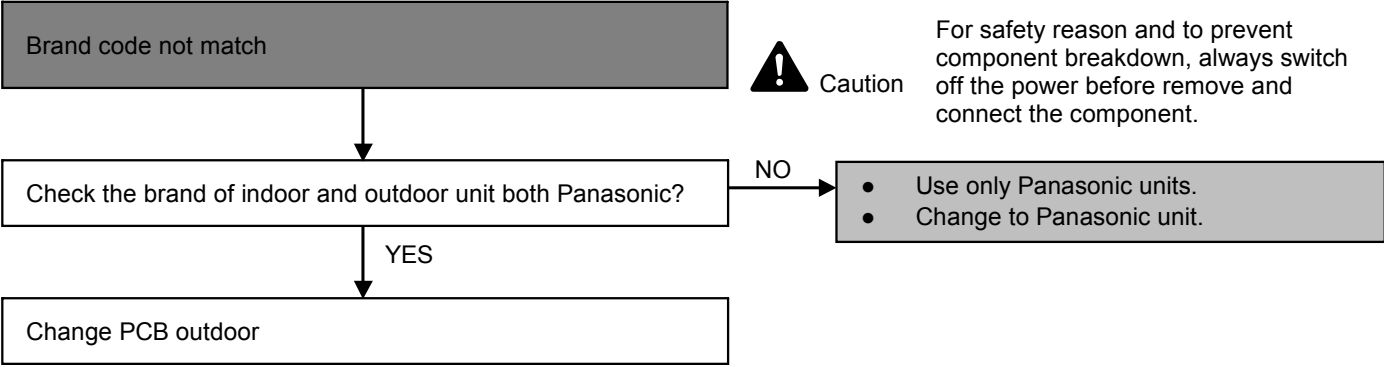 Brand code not match
Caution
For safety reason and to prevent
component breakdown, always switch
off the power before remove and
connect the component.
Check the brand of indoor and outdoor unit both Panasonic?
NO
● Use only Panasonic units.
● Change to Panasonic unit.
YES
Change PCB outdoor